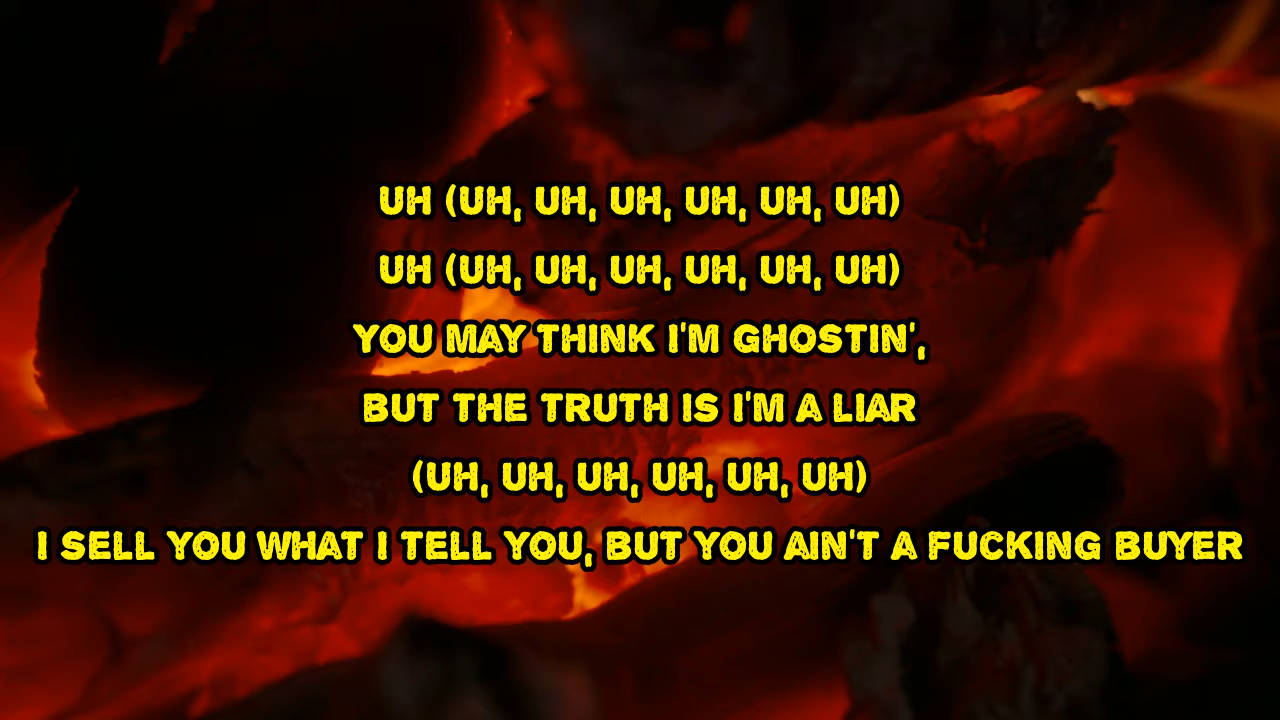 UH (UH, UH, UH, UH, UH, UH)
UH (UH, UH, UH, UH, UH, UH)
YOU MAY THINK I'M GHOSTIN',
BUT THE TRUTH IS I'M A LIAR
(UH, UH, UH, UH, UH, UH)
I SELL YOU WHAT I TELL YOU, BUT YOU AIN'T A FUCKING BUYER